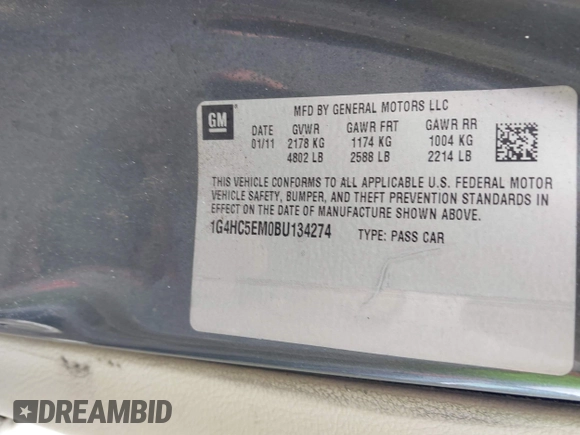 GM
MFD BY GENERAL MOTORS LLC
DATE GVWR GAWR FRT GAWR RR
01/11 2178 KG 1174 KG 1004 KG
4802 LB 2588 LB 2214 LB
THIS VEHICLE CONFORMS TO ALL APPLICABLE U.S. FEDERAL MOTOR
VEHICLE SAFETY, BUMPER, AND THEFT PREVENTION STANDARDS IN
EFFECT ON THE DATE OF MANUFACTURE SHOWN ABOVE.
1G4HC5EM0BU134274 TYPE: PASS CAR
DREAMBID